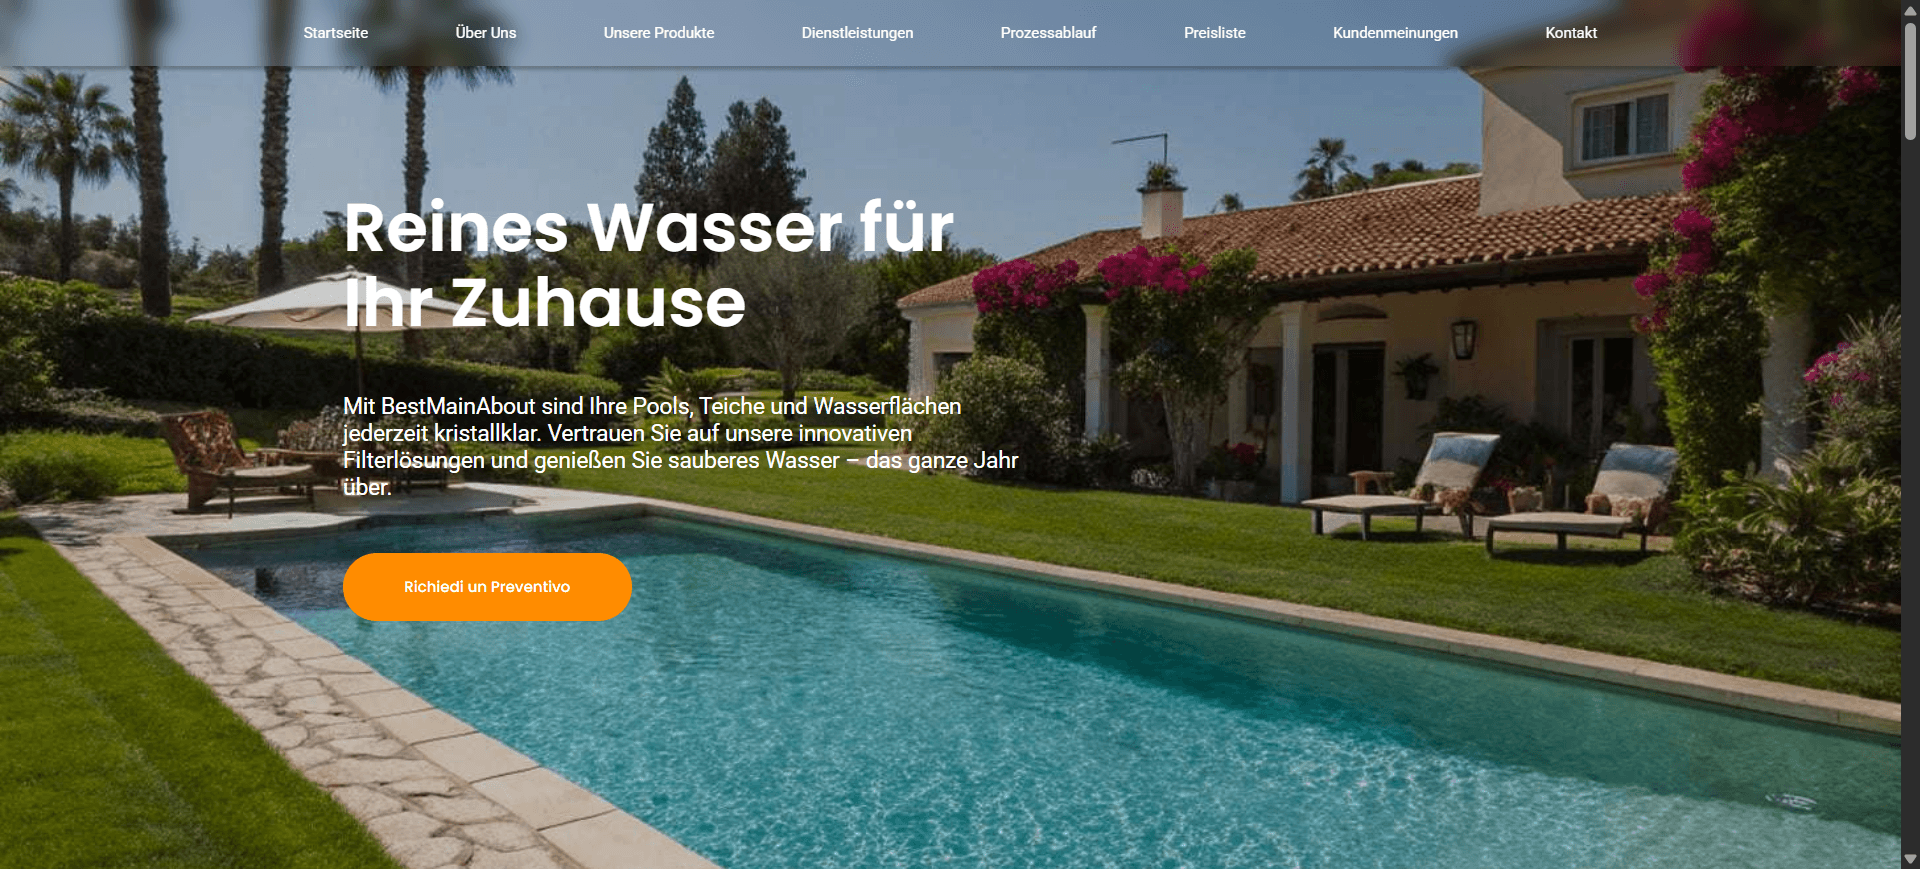 Startseite
Über Uns
Unsere Produkte
Dienstleistungen
Prozessablauf
Preisliste
Kundenmeinungen
Kontakt
Reines Wasser für
Ihr Zuhause
Mit BestMainAbout sind Ihre Pools, Teiche und Wasserflächen
jederzeit kristallklar. Vertrauen Sie auf unsere innovativen
Filterlösungen und genießen Sie sauberes Wasser – das ganze Jahr
über.
Richiedi un Preventivo